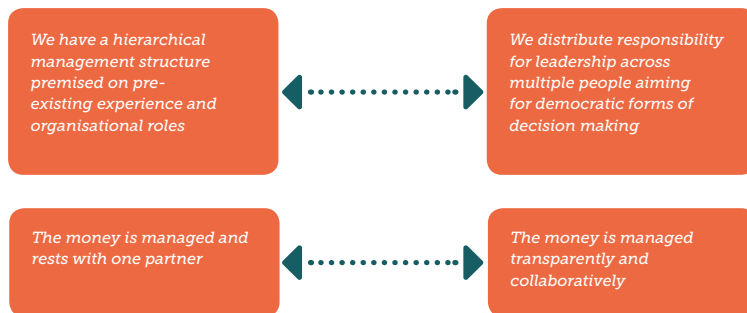 We have a hierarchical
management structure
premised on pre-
existing experience and
organisational roles
We distribute responsibility
for leadership across
multiple people aiming
for democratic forms of
decision making
The money is managed and
rests with one partner
The money is managed
transparently and
collaboratively